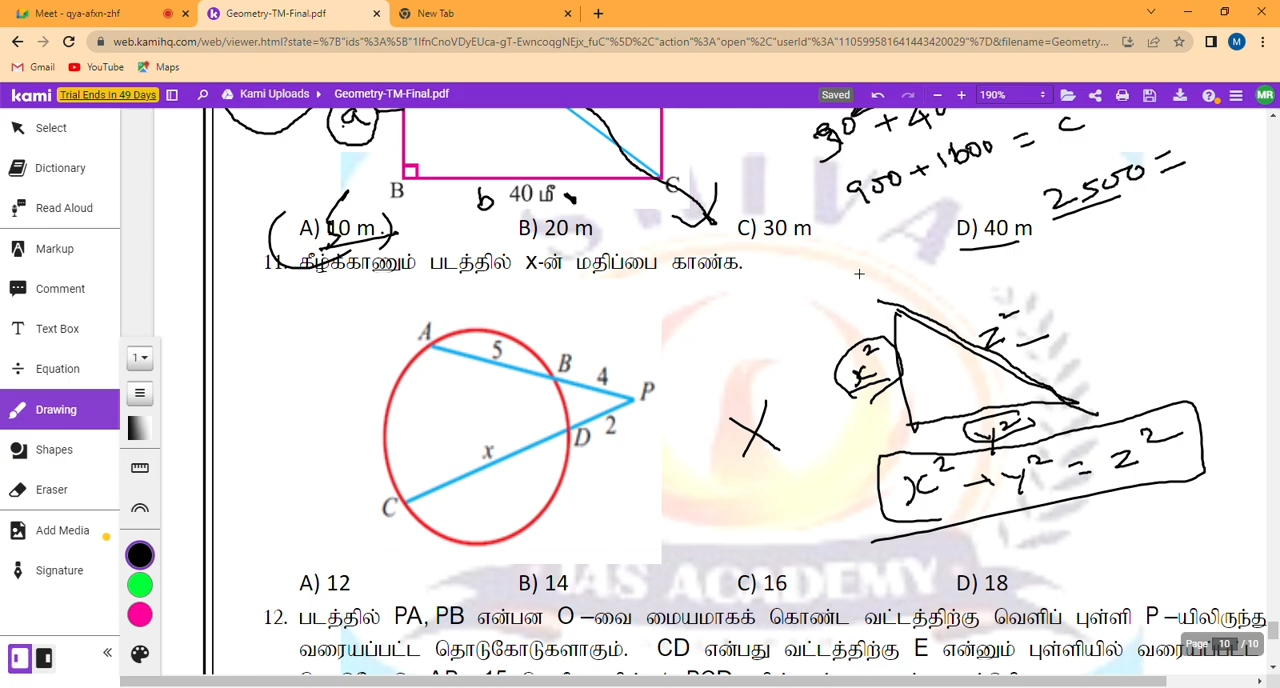 Meet - qya-afxn-zhf
Geometry-TM-Final.pdf
New Tab
web.kamihq.com/web/viewer.html?state=%7B"ids"%3A%5B"1IfnCnoVDyEUca-gT-EwncoqgNEjx_fuC"%5D%2C"action"%3A"open"%2C"userId"%3A"110599581641443420029"%7D&filename=Geometry...
M
Gmail
YouTube
Maps
kami
Trial Ends In 49 Days
Kami Uploads
Geometry-TM-Final.pdf
Saved
190%
MR
Select
Dictionary
Read Aloud
Markup
Comment
Text Box
Equation
Drawing
Shapes
Eraser
Add Media
Signature
1
a
30² + 40
900 + 1600 = c
2500 =
B
b 40 மீ
C
A) 10 m
B) 20 m
C) 30 m
D) 40 m
11. கீழ்க்காணும் படத்தில் x-ன் மதிப்பை காண்க.
A
5
B
4
P
2
D
x
C
x²
z²
y²
x² + y² = z²
IAS ACADEMY
A) 12
B) 14
C) 16
D) 18
12. படத்தில் PA, PB என்பன O –வை மையமாகக் கொண்ட வட்டத்திற்கு வெளிப் புள்ளி P –யிலிருந்த
வரையப்பட்ட தொடுகோடுகளாகும். CD என்பது வட்டத்திற்கு E என்னும் புள்ளியில்
Page 10 / 10